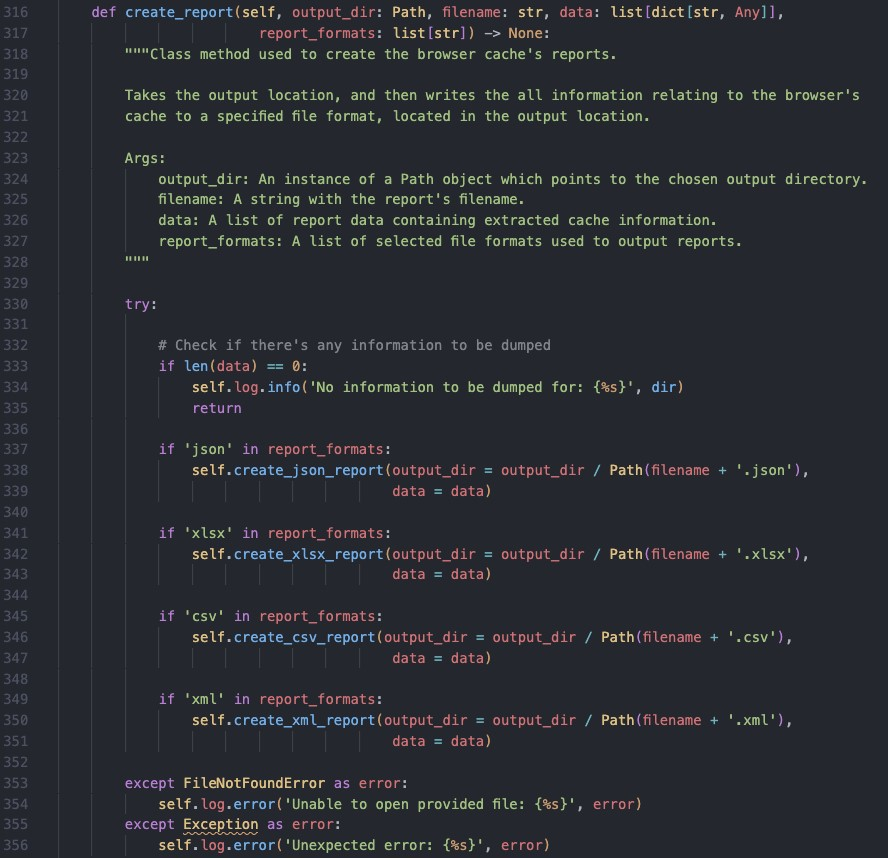 316 def create_report(self, output_dir: Path, filename: str, data: list[dict[str, Any]],
317 report_formats: list[str]) -> None:
318 """Class method used to create the browser cache's reports.
319
320 Takes the output location, and then writes the all information relating to the browser's
321 cache to a specified file format, located in the output location.
322
323 Args:
324 output_dir: An instance of a Path object which points to the chosen output directory.
325 filename: A string with the report's filename.
326 data: A list of report data containing extracted cache information.
327 report_formats: A list of selected file formats used to output reports.
328 """
329
330 try:
331
332 # Check if there's any information to be dumped
333 if len(data) == 0:
334 self.log.info('No information to be dumped for: {%s}', dir)
335 return
336
337 if 'json' in report_formats:
338 self.create_json_report(output_dir = output_dir / Path(filename + '.json'),
339 data = data)
340
341 if 'xlsx' in report_formats:
342 self.create_xlsx_report(output_dir = output_dir / Path(filename + '.xlsx'),
343 data = data)
344
345 if 'csv' in report_formats:
346 self.create_csv_report(output_dir = output_dir / Path(filename + '.csv'),
347 data = data)
348
349 if 'xml' in report_formats:
350 self.create_xml_report(output_dir = output_dir / Path(filename + '.xml'),
351 data = data)
352
353 except FileNotFoundError as error:
354 self.log.error('Unable to open provided file: {%s}', error)
355 except Exception as error:
356 self.log.error('Unexpected error: {%s}', error)